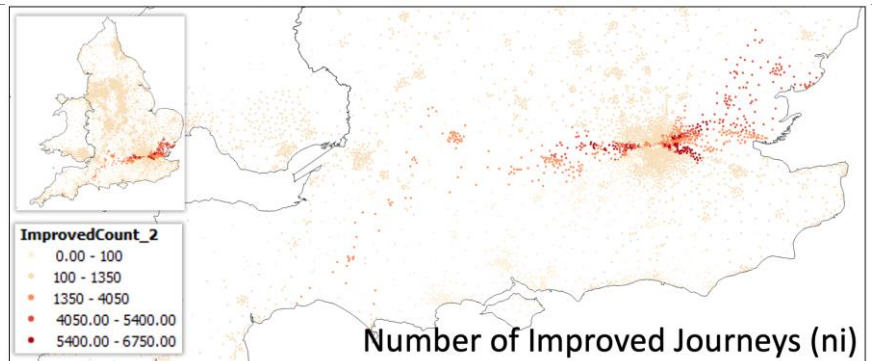 ImprovedCount_2
0.00 - 100
100 - 1350
1350 - 4050
4050.00 - 5400.00
5400.00 - 6750.00
Number of Improved Journeys (ni)